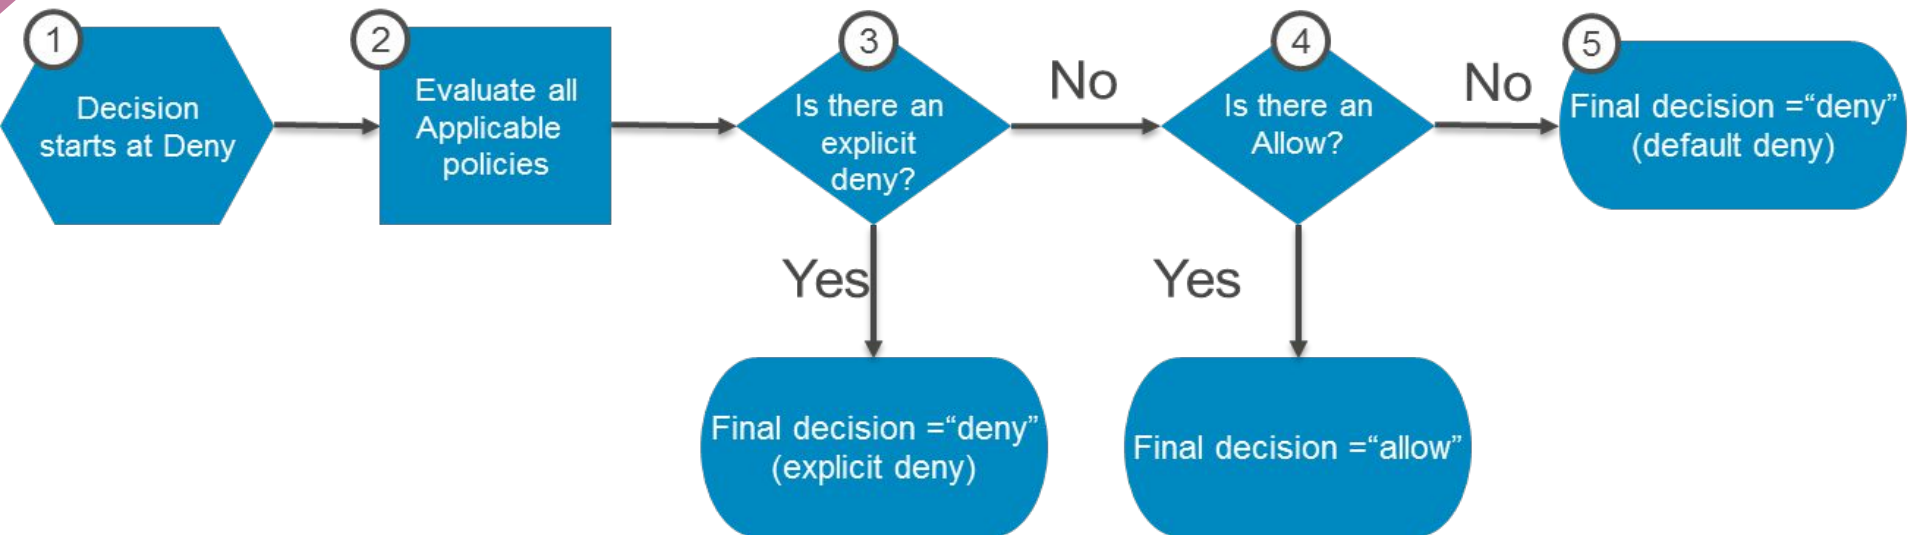 1
Decision
starts at Deny
2
Evaluate all
Applicable
policies
3
Is there an
explicit
deny?
No
4
Is there an
Allow?
No
5
Final decision =“deny”
(default deny)
Yes
Yes
Final decision =“deny”
(explicit deny)
Final decision =“allow”